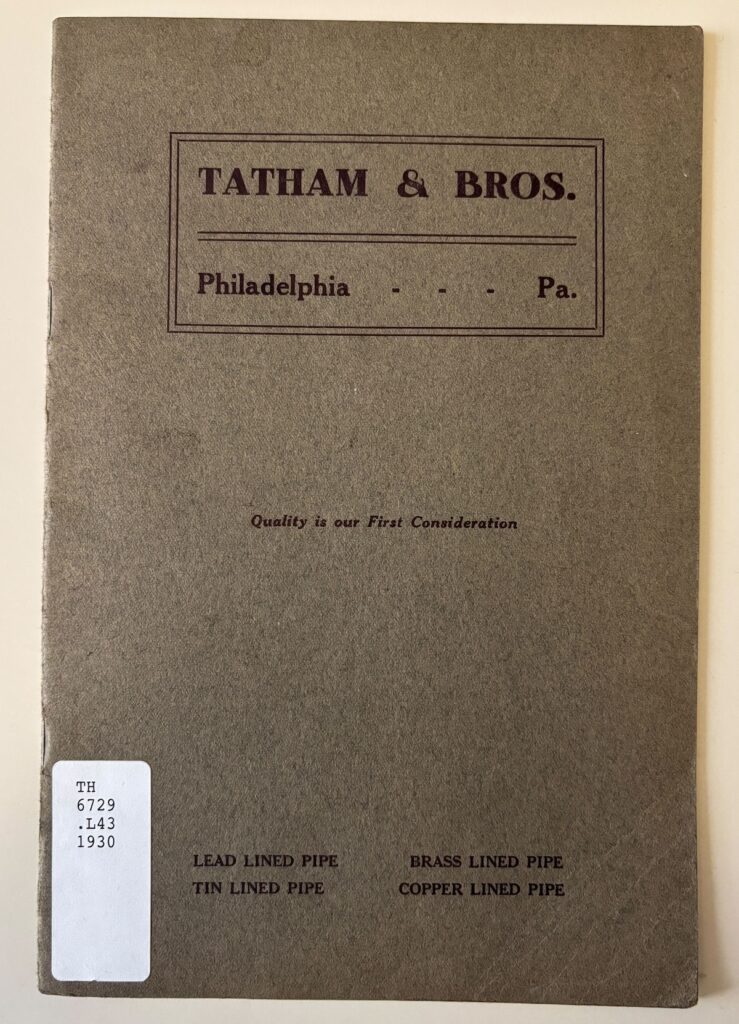 TATHAM & BROS.
Philadelphia - - - Pa.
Quality is our First Consideration
TH
6729
.L43
1930
LEAD LINED PIPE BRASS LINED PIPE
TIN LINED PIPE COPPER LINED PIPE